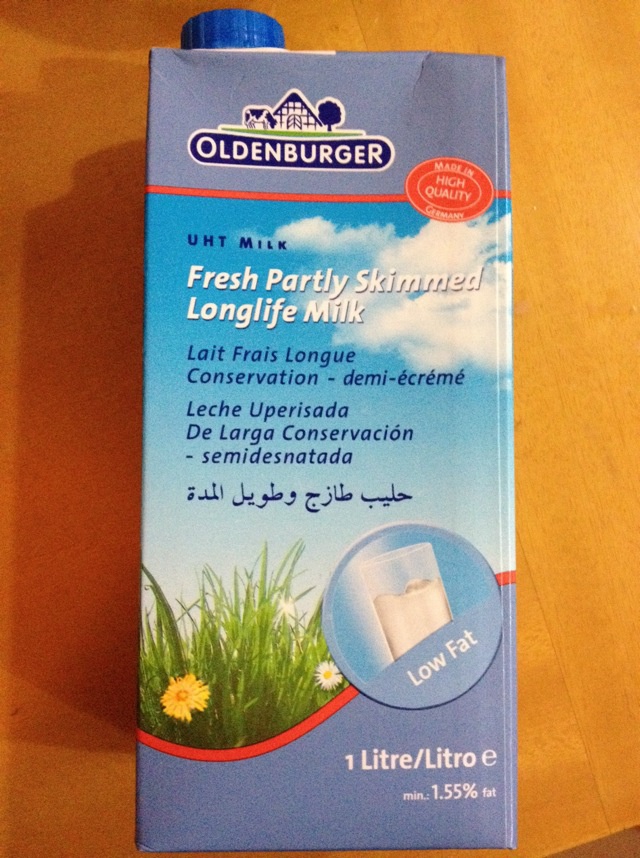 OLDENBURGER
MADE IN
HIGH
QUALITY
GERMANY
UHT MILK
Fresh Partly Skimmed
Longlife Milk
Lait Frais Longue
Conservation - demi-écrémé
Leche Uperisada
De Larga Conservación
- semidesnatada
حليب طازج وطويل المدة
Low Fat
1 Litre/Litro e
min.: 1.55% fat